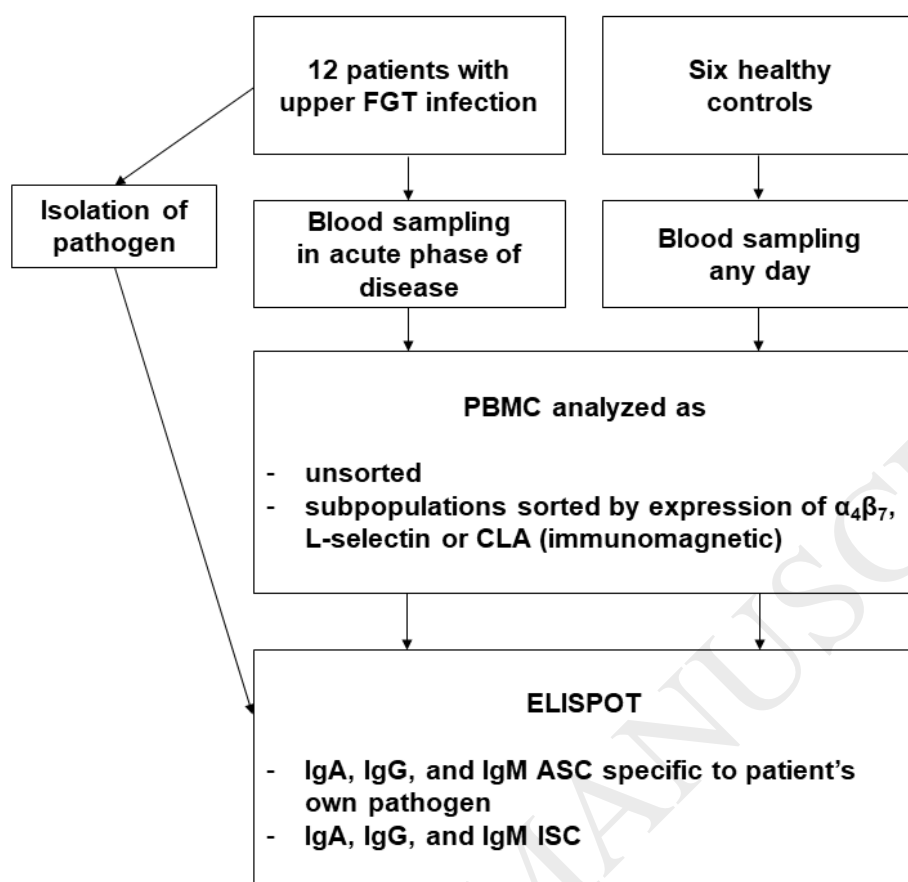 12 patients with
upper FGT infection
Six healthy
controls
Isolation of
pathogen
Blood sampling
in acute phase of
disease
Blood sampling
any day
PBMC analyzed as
- unsorted
- subpopulations sorted by expression of α₄β₇,
L-selectin or CLA (immunomagnetic)
ELISPOT
- IgA, IgG, and IgM ASC specific to patient's
own pathogen
- IgA, IgG, and IgM ISC